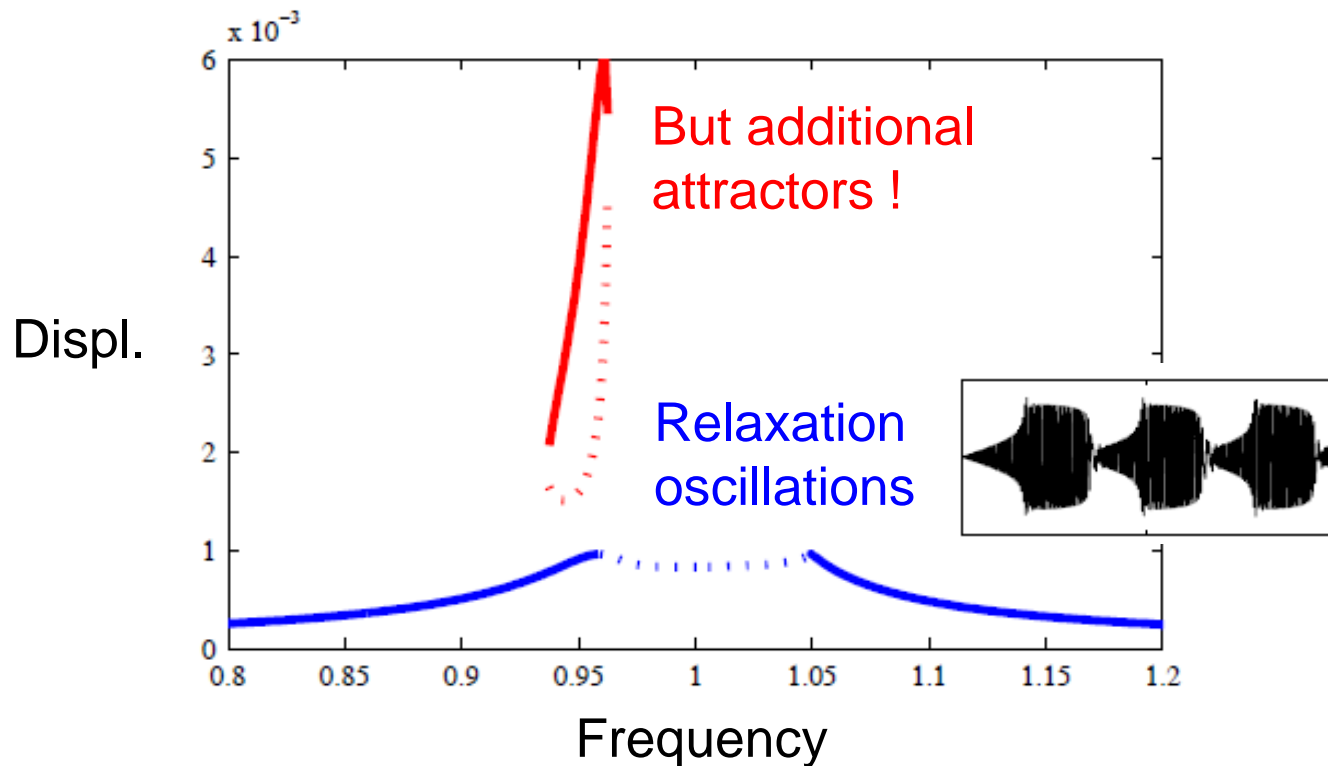 x 10⁻³
6
5
4
3
2
1
0
But additional
attractors !
Displ.
Relaxation
oscillations
0.8 0.85 0.9 0.95 1 1.05 1.1 1.15 1.2
Frequency